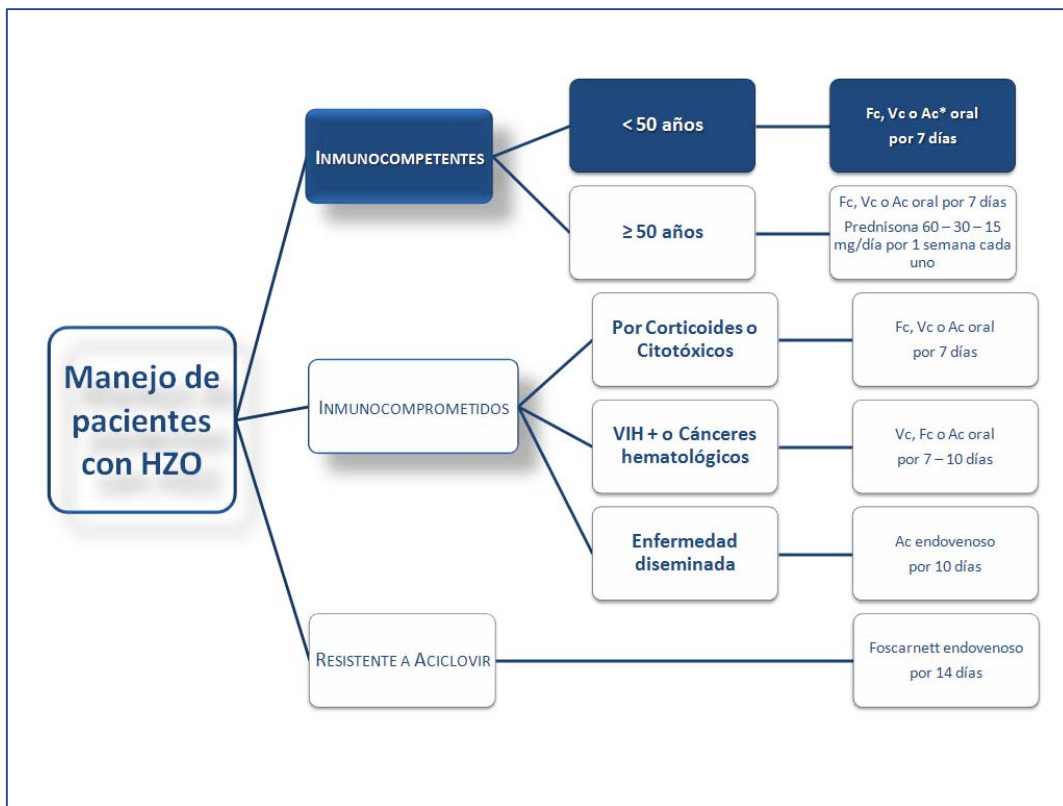 Manejo de
pacientes
con HZO
INMUNOCOMPETENTES
< 50 años
Fc, Vc o Ac* oral
por 7 días
≥ 50 años
Fc, Vc o Ac oral por 7 días
Prednisona 60 – 30 – 15
mg/día por 1 semana cada
uno
INMUNOCOMPROMETIDOS
Por Corticoides o
Citotóxicos
Fc, Vc o Ac oral
por 7 días
VIH + o Cánceres
hematológicos
Vc, Fc o Ac oral
por 7 – 10 días
Enfermedad
diseminada
Ac endovenoso
por 10 días
RESISTENTE A ACICLOVIR
Foscarnett endovenoso
por 14 días